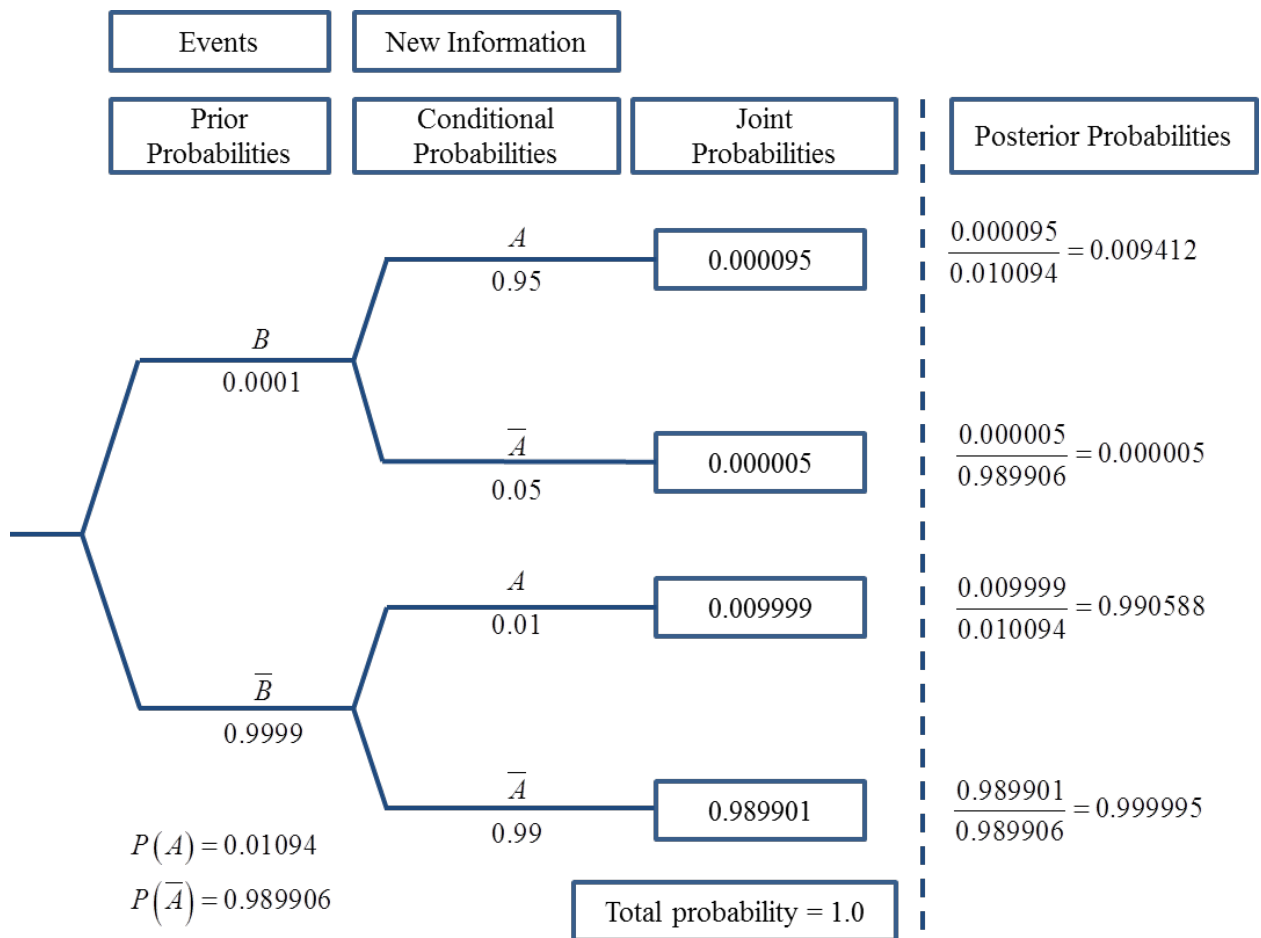 Events
New Information
Prior
Probabilities
Conditional
Probabilities
Joint
Probabilities
Posterior Probabilities
A
0.95
0.000095
0.000095
0.010094
= 0.009412
B
0.0001
A̅
0.05
0.000005
0.000005
0.989906
= 0.000005
A
0.01
0.009999
0.009999
0.010094
= 0.990588
B̅
0.9999
A̅
0.99
0.989901
0.989901
0.989906
= 0.999995
P(A) = 0.01094
P(A̅) = 0.989906
Total probability = 1.0